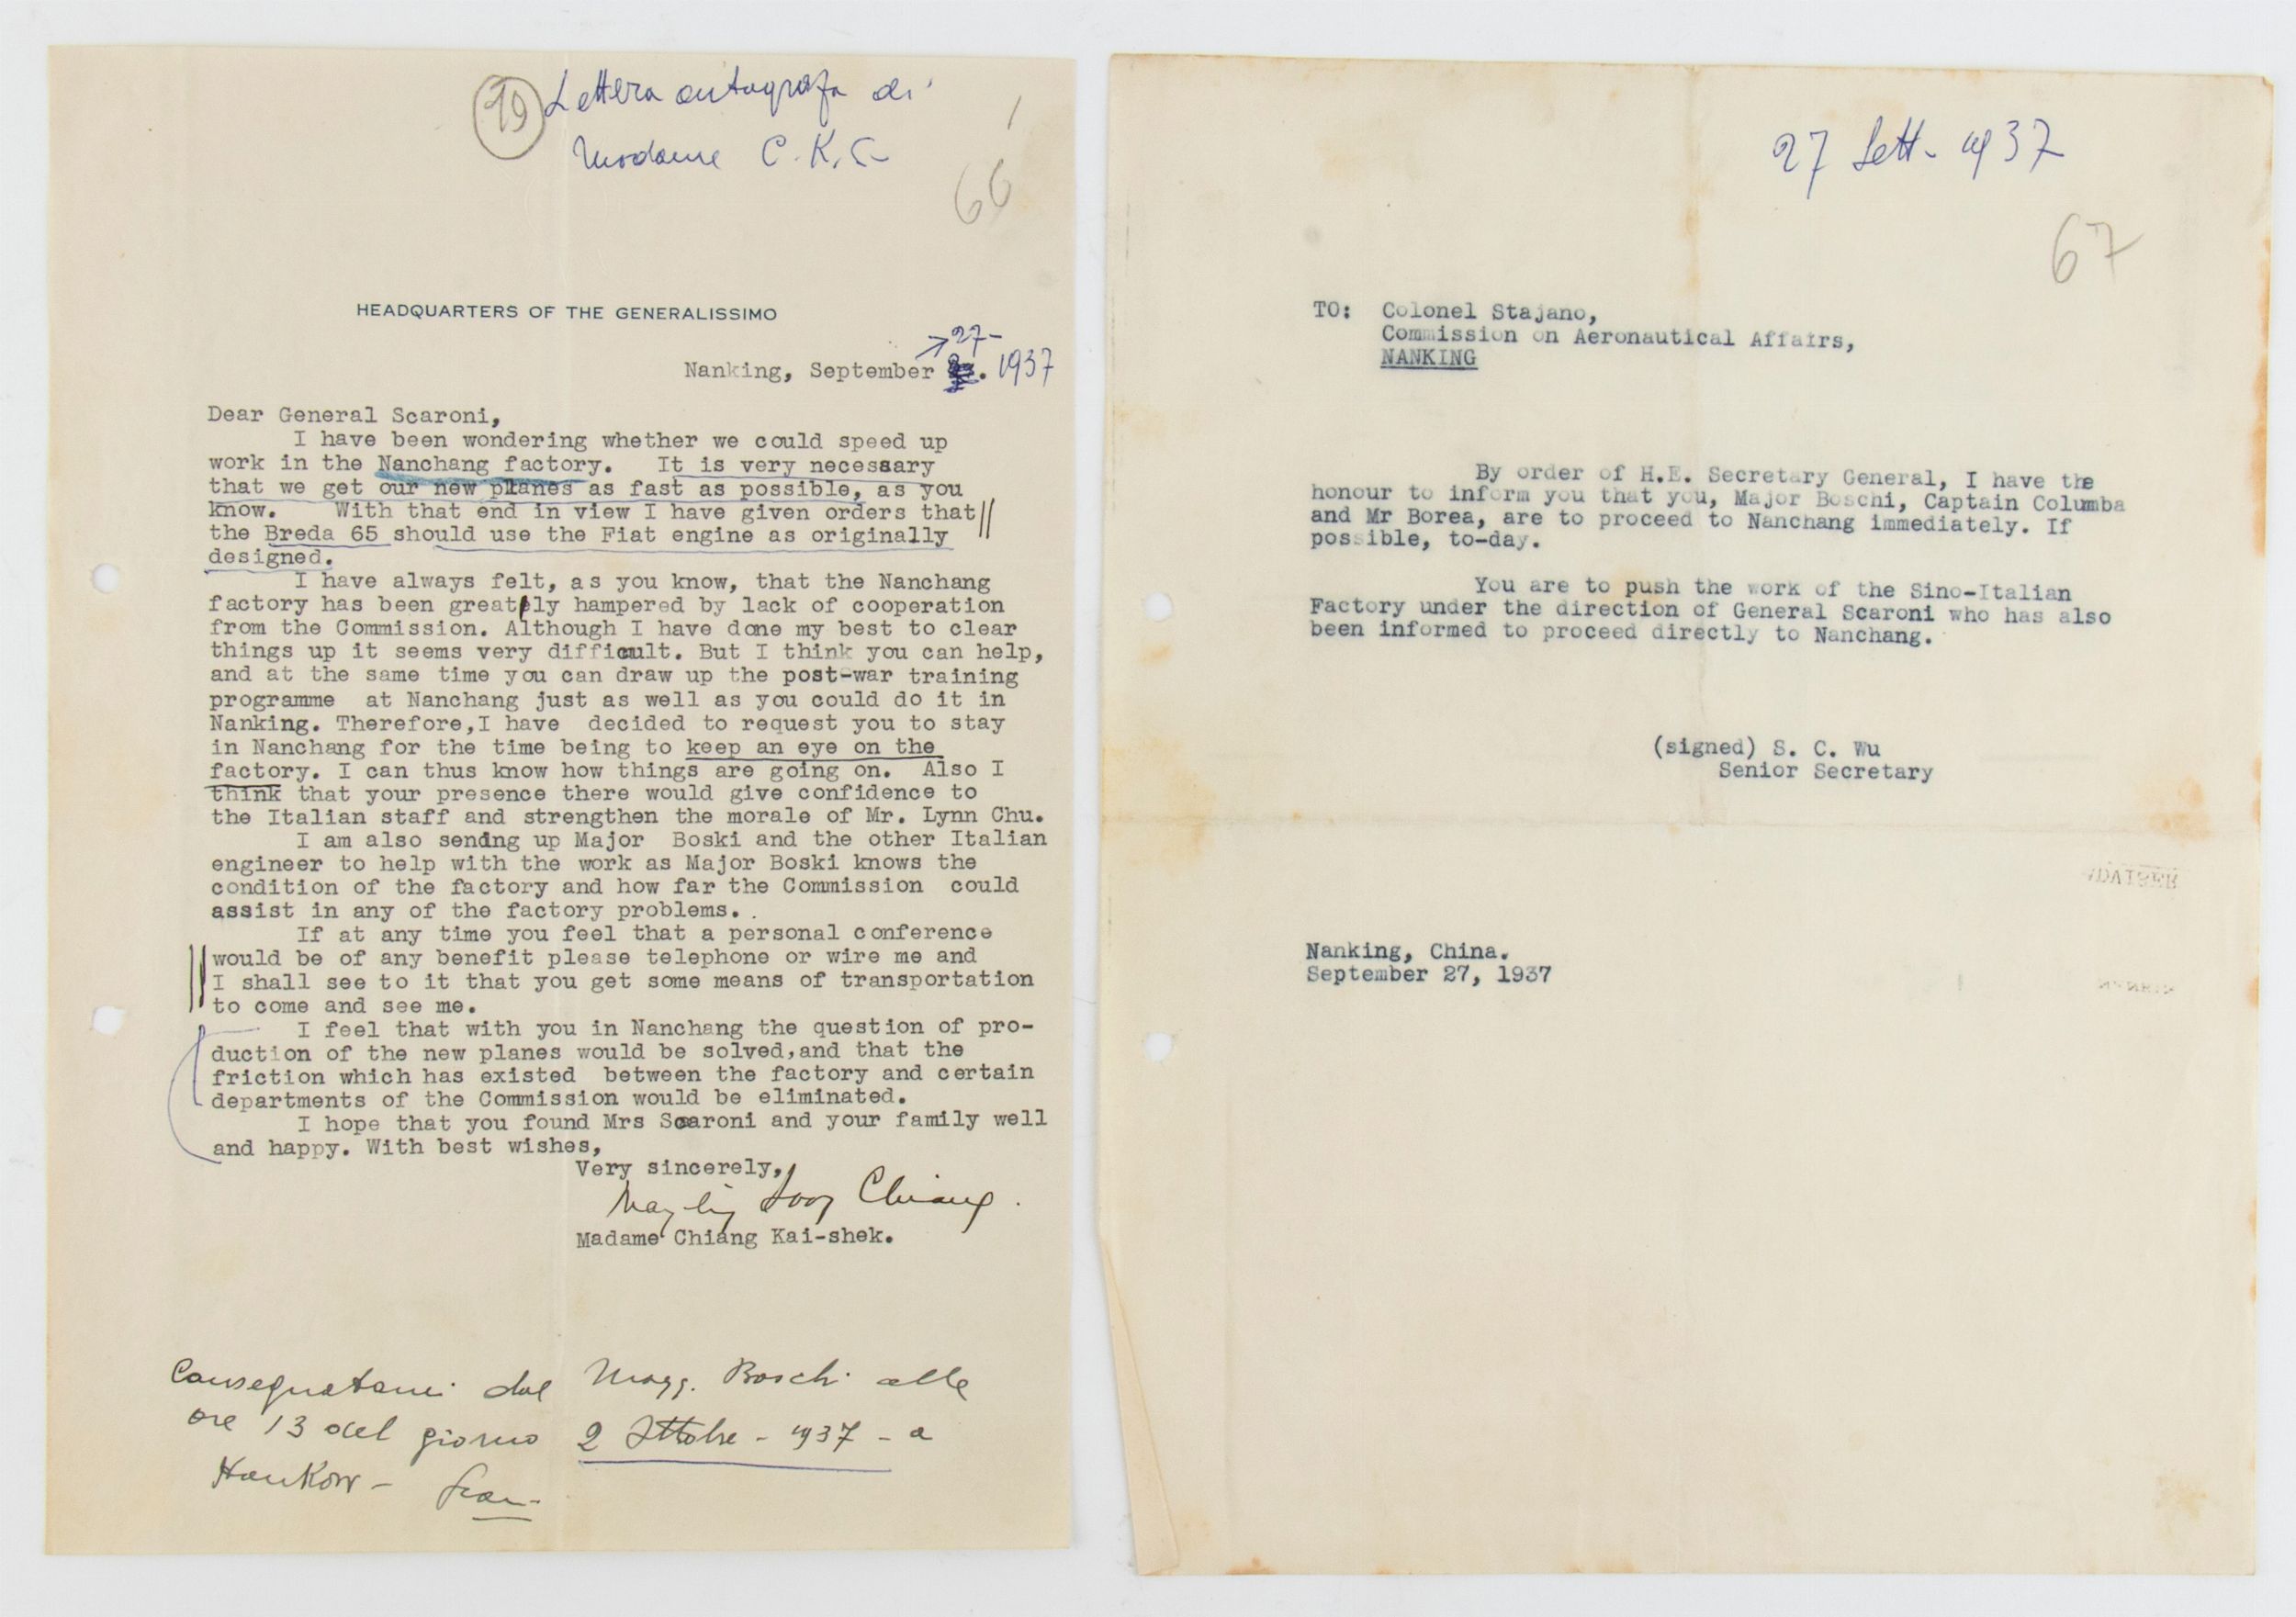 19
Lettera autografa di
Madame C.K.S
66
HEADQUARTERS OF THE GENERALISSIMO
27-
Nanking, September . 1937
Dear General Scaroni,
I have been wondering whether we could speed up
work in the Nanchang factory. It is very necessary
that we get our new planes as fast as possible, as you
know. With that end in view I have given orders that
the Breda 65 should use the Fiat engine as originally
designed.
I have always felt, as you know, that the Nanchang
factory has been greatly hampered by lack of cooperation
from the Commission. Although I have done my best to clear
things up it seems very difficult. But I think you can help,
and at the same time you can draw up the post-war training
programme at Nanchang just as well as you could do it in
Nanking. Therefore,I have decided to request you to stay
in Nanchang for the time being to keep an eye on the
factory. I can thus know how things are going on. Also I
think that your presence there would give confidence to
the Italian staff and strengthen the morale of Mr. Lynn Chu.
I am also sendng up Major Boski and the other Italian
engineer to help with the work as Major Boski knows the
condition of the factory and how far the Commission could
assist in any of the factory problems. .
If at any time you feel that a personal conference
would be of any benefit please telephone or wire me and
I shall see to it that you get some means of transportation
to come and see me.
I feel that with you in Nanchang the question of pro-
duction of the new planes would be solved,and that the
friction which has existed between the factory and certain
departments of the Commission would be eliminated.
I hope that you found Mrs Scaroni and your family well
and happy. With best wishes,
Very sincerely,
Mayling Soong Chiang.
Madame Chiang Kai-shek.
Consegnatami dal Magg. Boschi alle
ore 13 del giorno 2 Ottobre - 1937 - a
Hankow - Scar-
27 Sett- 1937
67
TO: Colonel Stajano,
Commission on Aeronautical Affairs,
NANKING
By order of H.E. Secretary General, I have the
honour to inform you that you, Major Boschi, Captain Columba
and Mr Borea, are to proceed to Nanchang immediately. If
possible, to-day.
You are to push the work of the Sino-Italian
Factory under the direction of General Scaroni who has also
been informed to proceed directly to Nanchang.
(signed) S. C. Wu
Senior Secretary
ADVISER
Nanking, China.
September 27, 1937